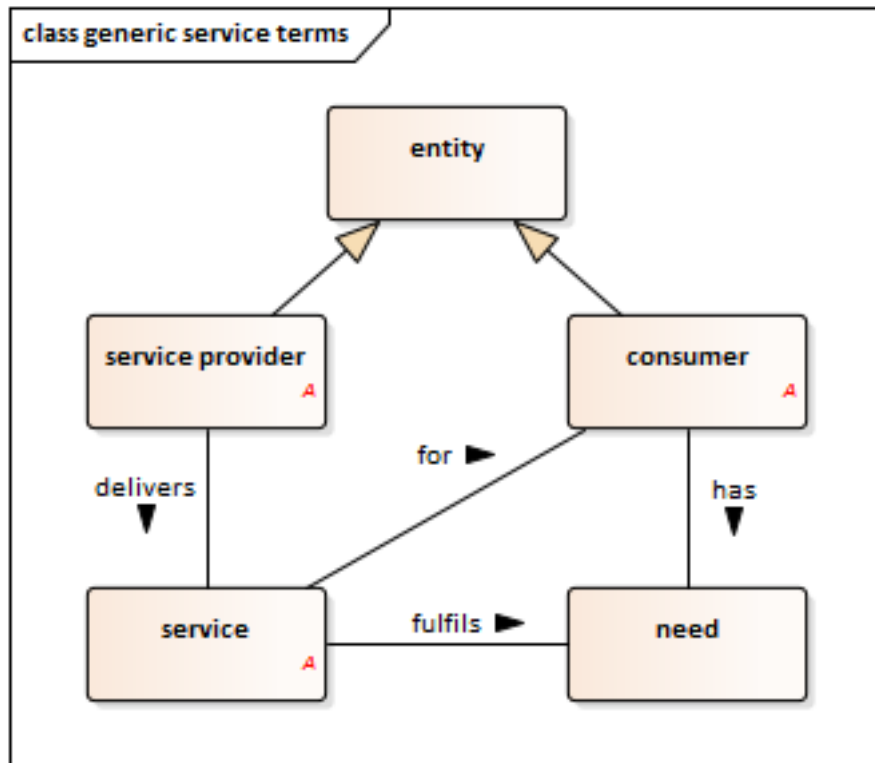 class generic service terms
entity
service provider
A
consumer
A
for
delivers
has
service
A
fulfils
need